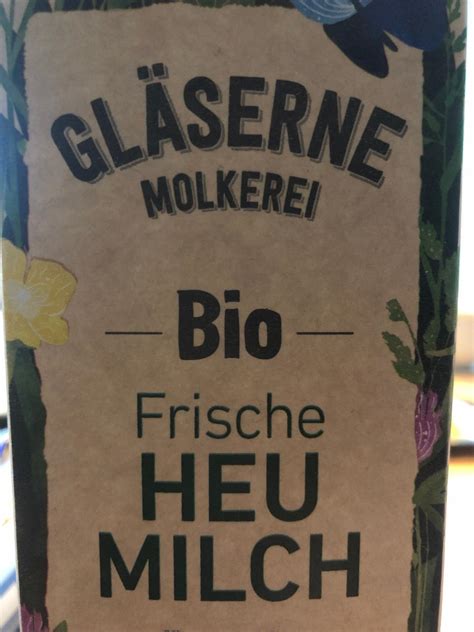 GLÄSERNE
MOLKEREI
Bio
Frische
HEU
MILCH